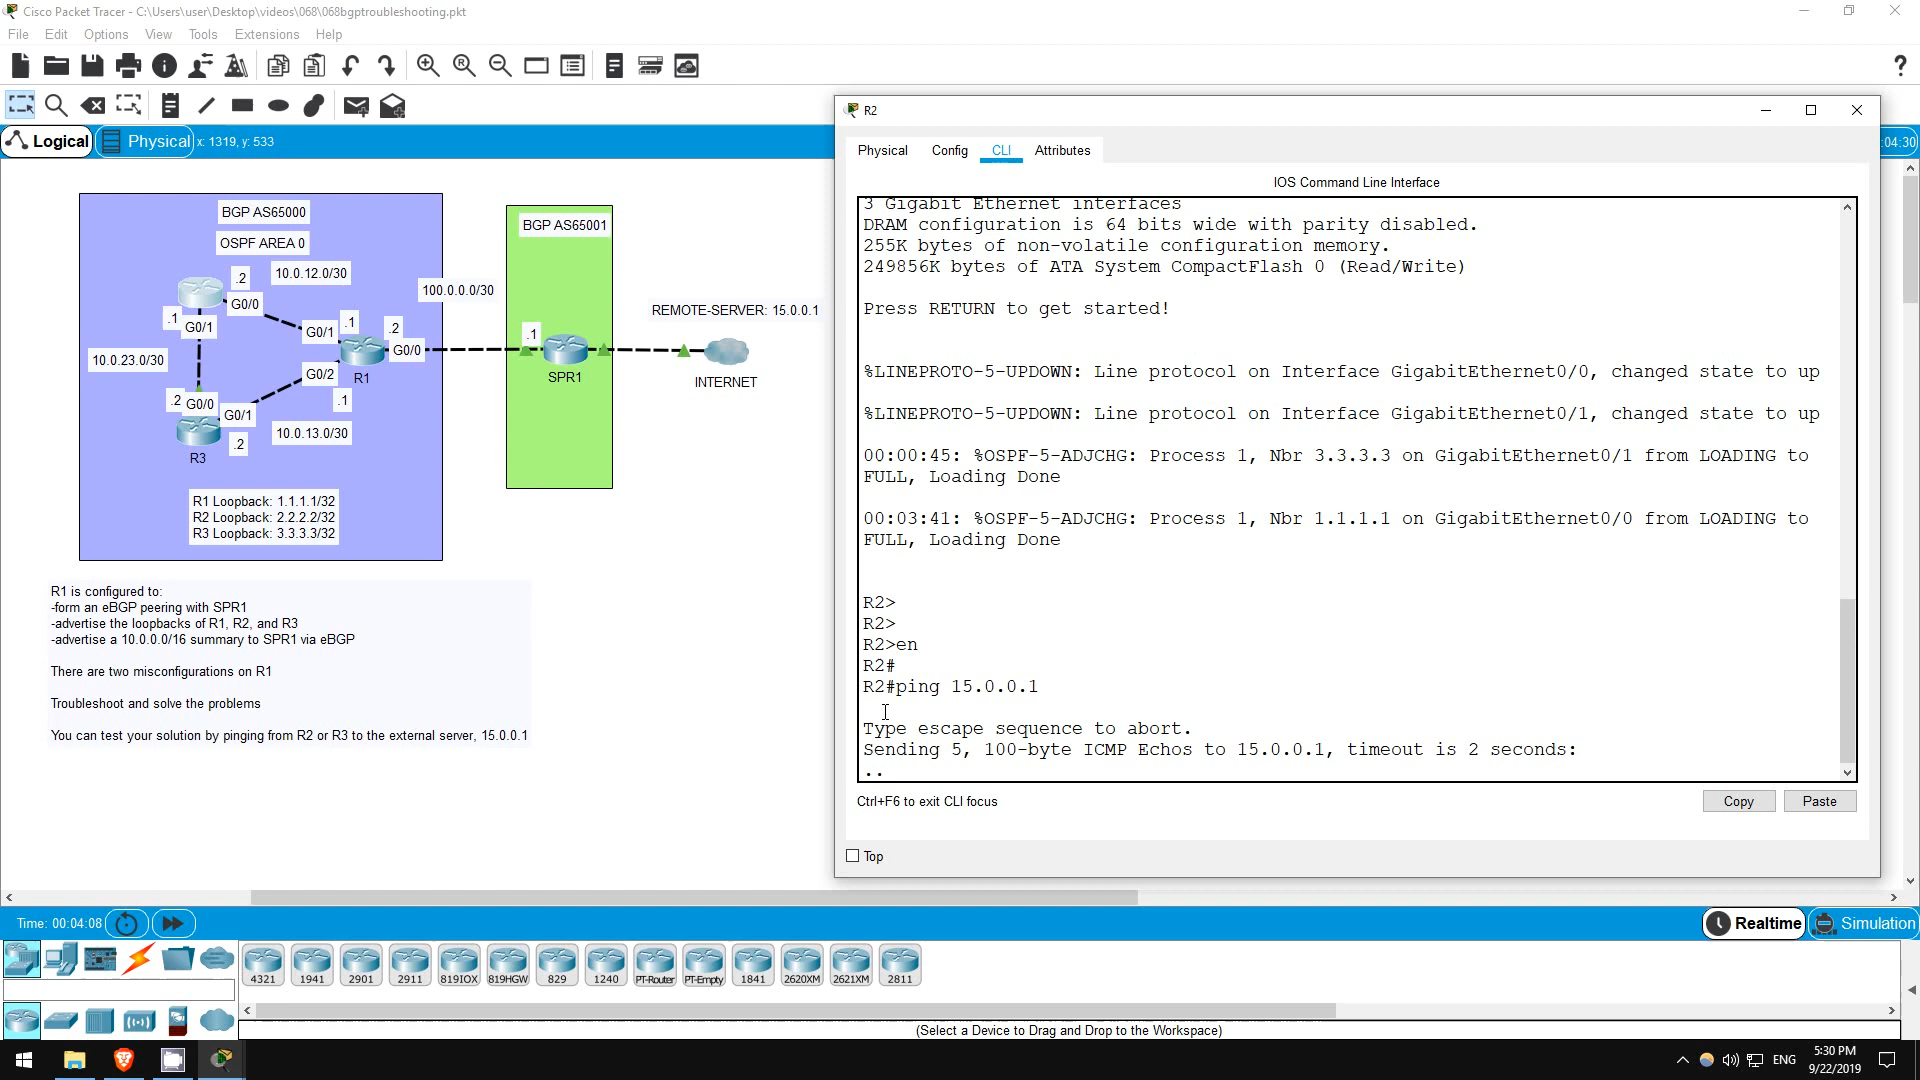 Cisco Packet Tracer - C:\Users\user\Desktop\videos\068\068bgptroubleshooting.pkt
File Edit Options View Tools Extensions Help
?
Logical Physical x: 1319, y: 533
:04:30
BGP AS65000
OSPF AREA 0
.2 10.0.12.0/30
G0/0
.1 G0/1
G0/1 .1 .2
G0/0
10.0.23.0/30
G0/2
R1
.2 G0/0
.1
G0/1
10.0.13.0/30
.2
R3
R1 Loopback: 1.1.1.1/32
R2 Loopback: 2.2.2.2/32
R3 Loopback: 3.3.3.3/32
100.0.0.0/30
BGP AS65001
.1
SPR1
REMOTE-SERVER: 15.0.0.1
INTERNET
R1 is configured to:
-form an eBGP peering with SPR1
-advertise the loopbacks of R1, R2, and R3
-advertise a 10.0.0.0/16 summary to SPR1 via eBGP
There are two misconfigurations on R1
Troubleshoot and solve the problems
You can test your solution by pinging from R2 or R3 to the external server, 15.0.0.1
R2
Physical Config CLI Attributes
IOS Command Line Interface
3 Gigabit Ethernet interfaces
DRAM configuration is 64 bits wide with parity disabled.
255K bytes of non-volatile configuration memory.
249856K bytes of ATA System CompactFlash 0 (Read/Write)
Press RETURN to get started!
%LINEPROTO-5-UPDOWN: Line protocol on Interface GigabitEthernet0/0, changed state to up
%LINEPROTO-5-UPDOWN: Line protocol on Interface GigabitEthernet0/1, changed state to up
00:00:45: %OSPF-5-ADJCHG: Process 1, Nbr 3.3.3.3 on GigabitEthernet0/1 from LOADING to
FULL, Loading Done
00:03:41: %OSPF-5-ADJCHG: Process 1, Nbr 1.1.1.1 on GigabitEthernet0/0 from LOADING to
FULL, Loading Done
R2>
R2>
R2>en
R2#
R2#ping 15.0.0.1
Type escape sequence to abort.
Sending 5, 100-byte ICMP Echos to 15.0.0.1, timeout is 2 seconds:
..
Ctrl+F6 to exit CLI focus
Copy Paste
Top
Time: 00:04:08
Realtime Simulation
4321 1941 2901 2911 819IOX 819HGW 829 1240 PT-Router PT-Empty 1841 2620XM 2621XM 2811
(Select a Device to Drag and Drop to the Workspace)
ENG
5:30 PM
9/22/2019